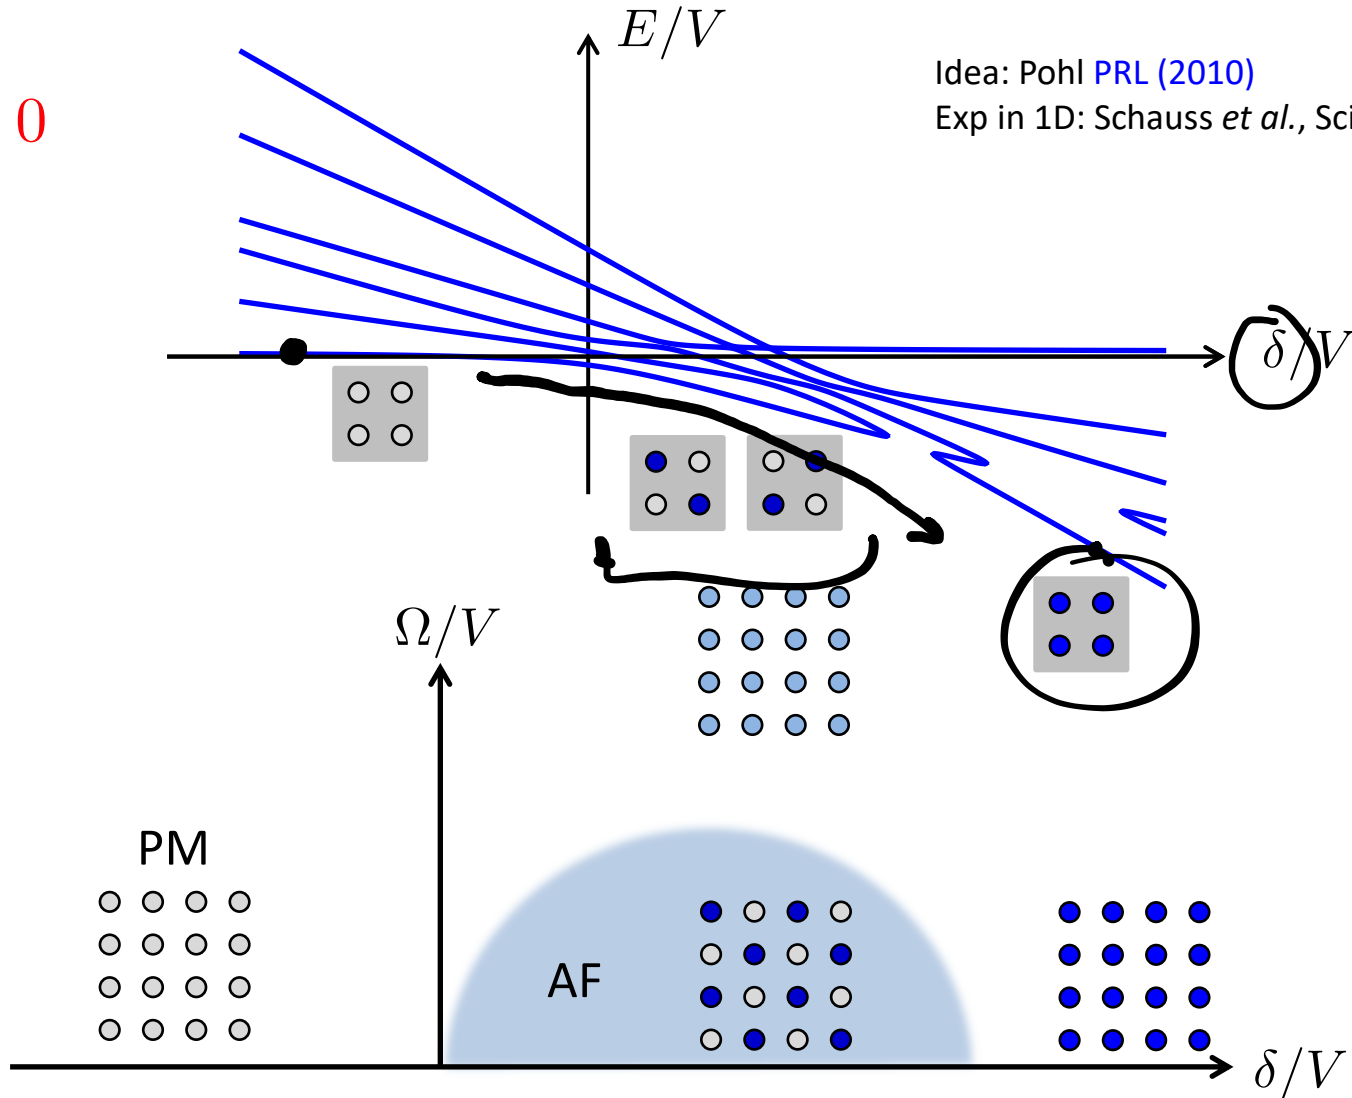 E/V
Idea: Pohl PRL (2010)
0
Exp in 1D: Schauss et al., Sci
δ/V
Ω/V
PM
AF
δ/V